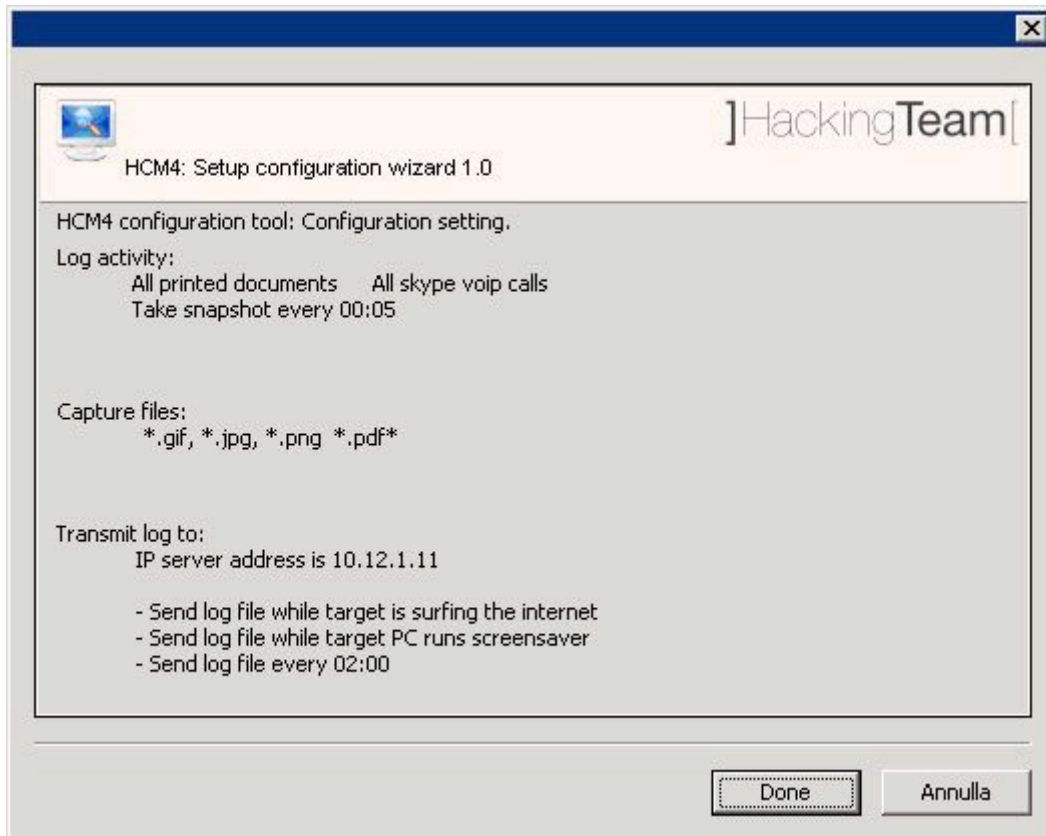 ]HackingTeam[
HCM4: Setup configuration wizard 1.0
HCM4 configuration tool: Configuration setting.
Log activity:
All printed documents All skype voip calls
Take snapshot every 00:05
Capture files:
*.gif, *.jpg, *.png *.pdf*
Transmit log to:
IP server address is 10.12.1.11
- Send log file while target is surfing the internet
- Send log file while target PC runs screensaver
- Send log file every 02:00
Done Annulla